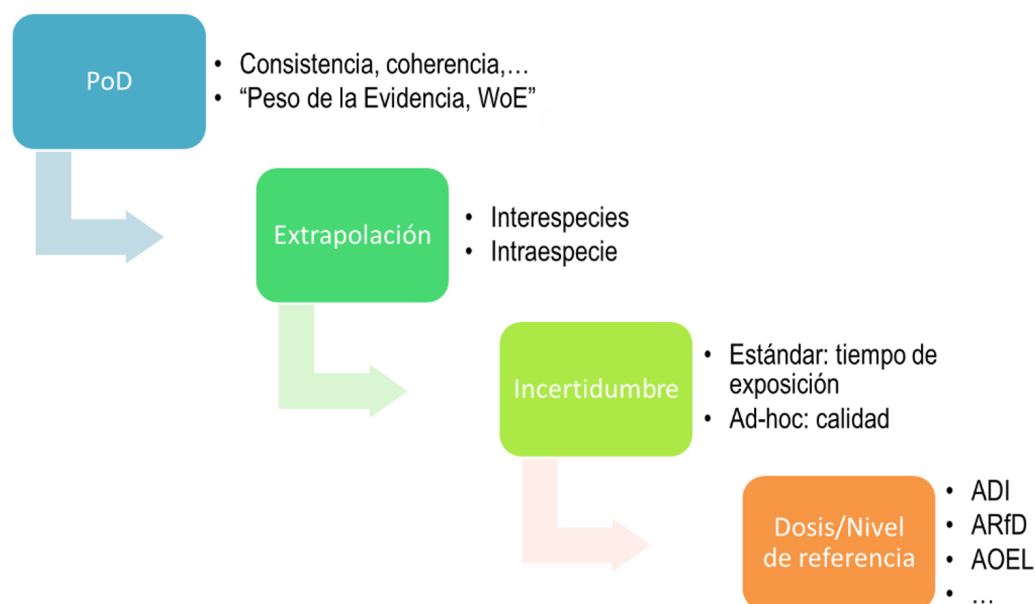 PoD
• Consistencia, coherencia,...
• “Peso de la Evidencia, WoE”
Extrapolación
• Interespecies
• Intraespecie
Incertidumbre
• Estándar: tiempo de
exposición
• Ad-hoc: calidad
Dosis/Nivel
de referencia
• ADI
• ARfD
• AOEL
• ...